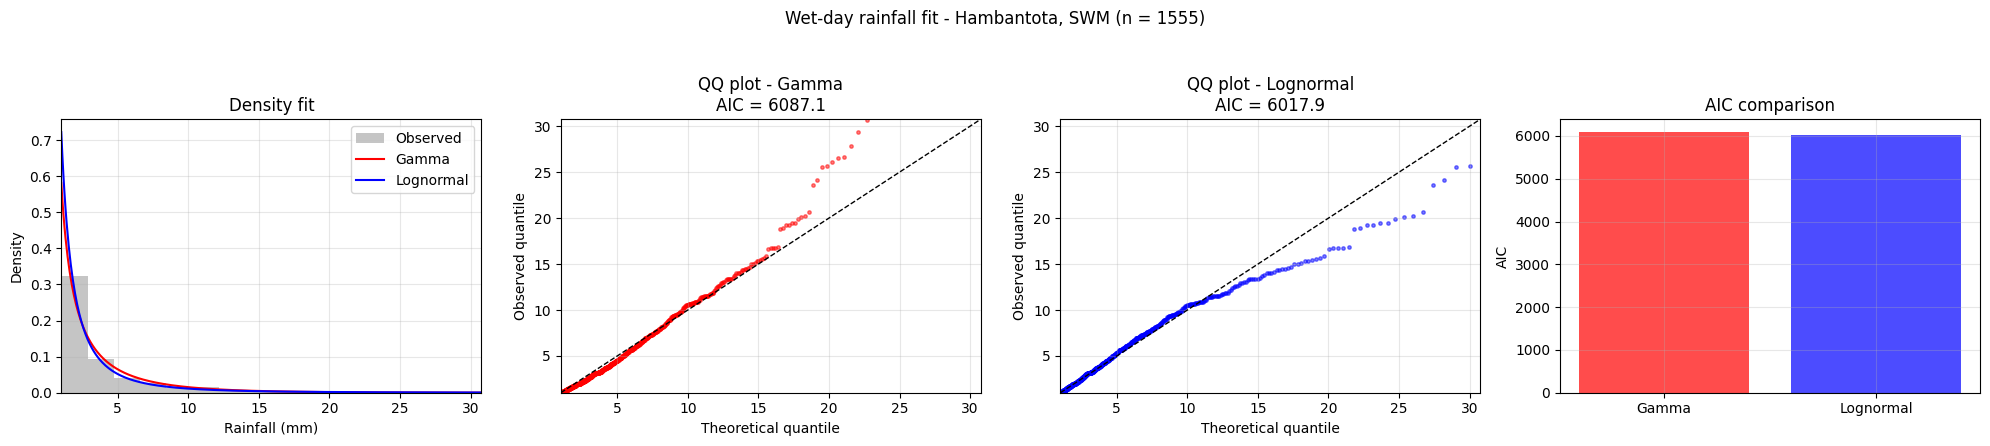 Wet-day rainfall fit - Hambantota, SWM (n = 1555)
Density fit
0.7
0.6
0.5
0.4
0.3
0.2
0.1
0.0
Density
Observed
Gamma
Lognormal
5
10
15
20
25
30
Rainfall (mm)
QQ plot - Gamma
AIC = 6087.1
30
25
20
15
10
5
Observed quantile
5
10
15
20
25
30
Theoretical quantile
QQ plot - Lognormal
AIC = 6017.9
30
25
20
15
10
5
Observed quantile
5
10
15
20
25
30
Theoretical quantile
AIC comparison
6000
5000
4000
3000
2000
1000
0
AIC
Gamma
Lognormal